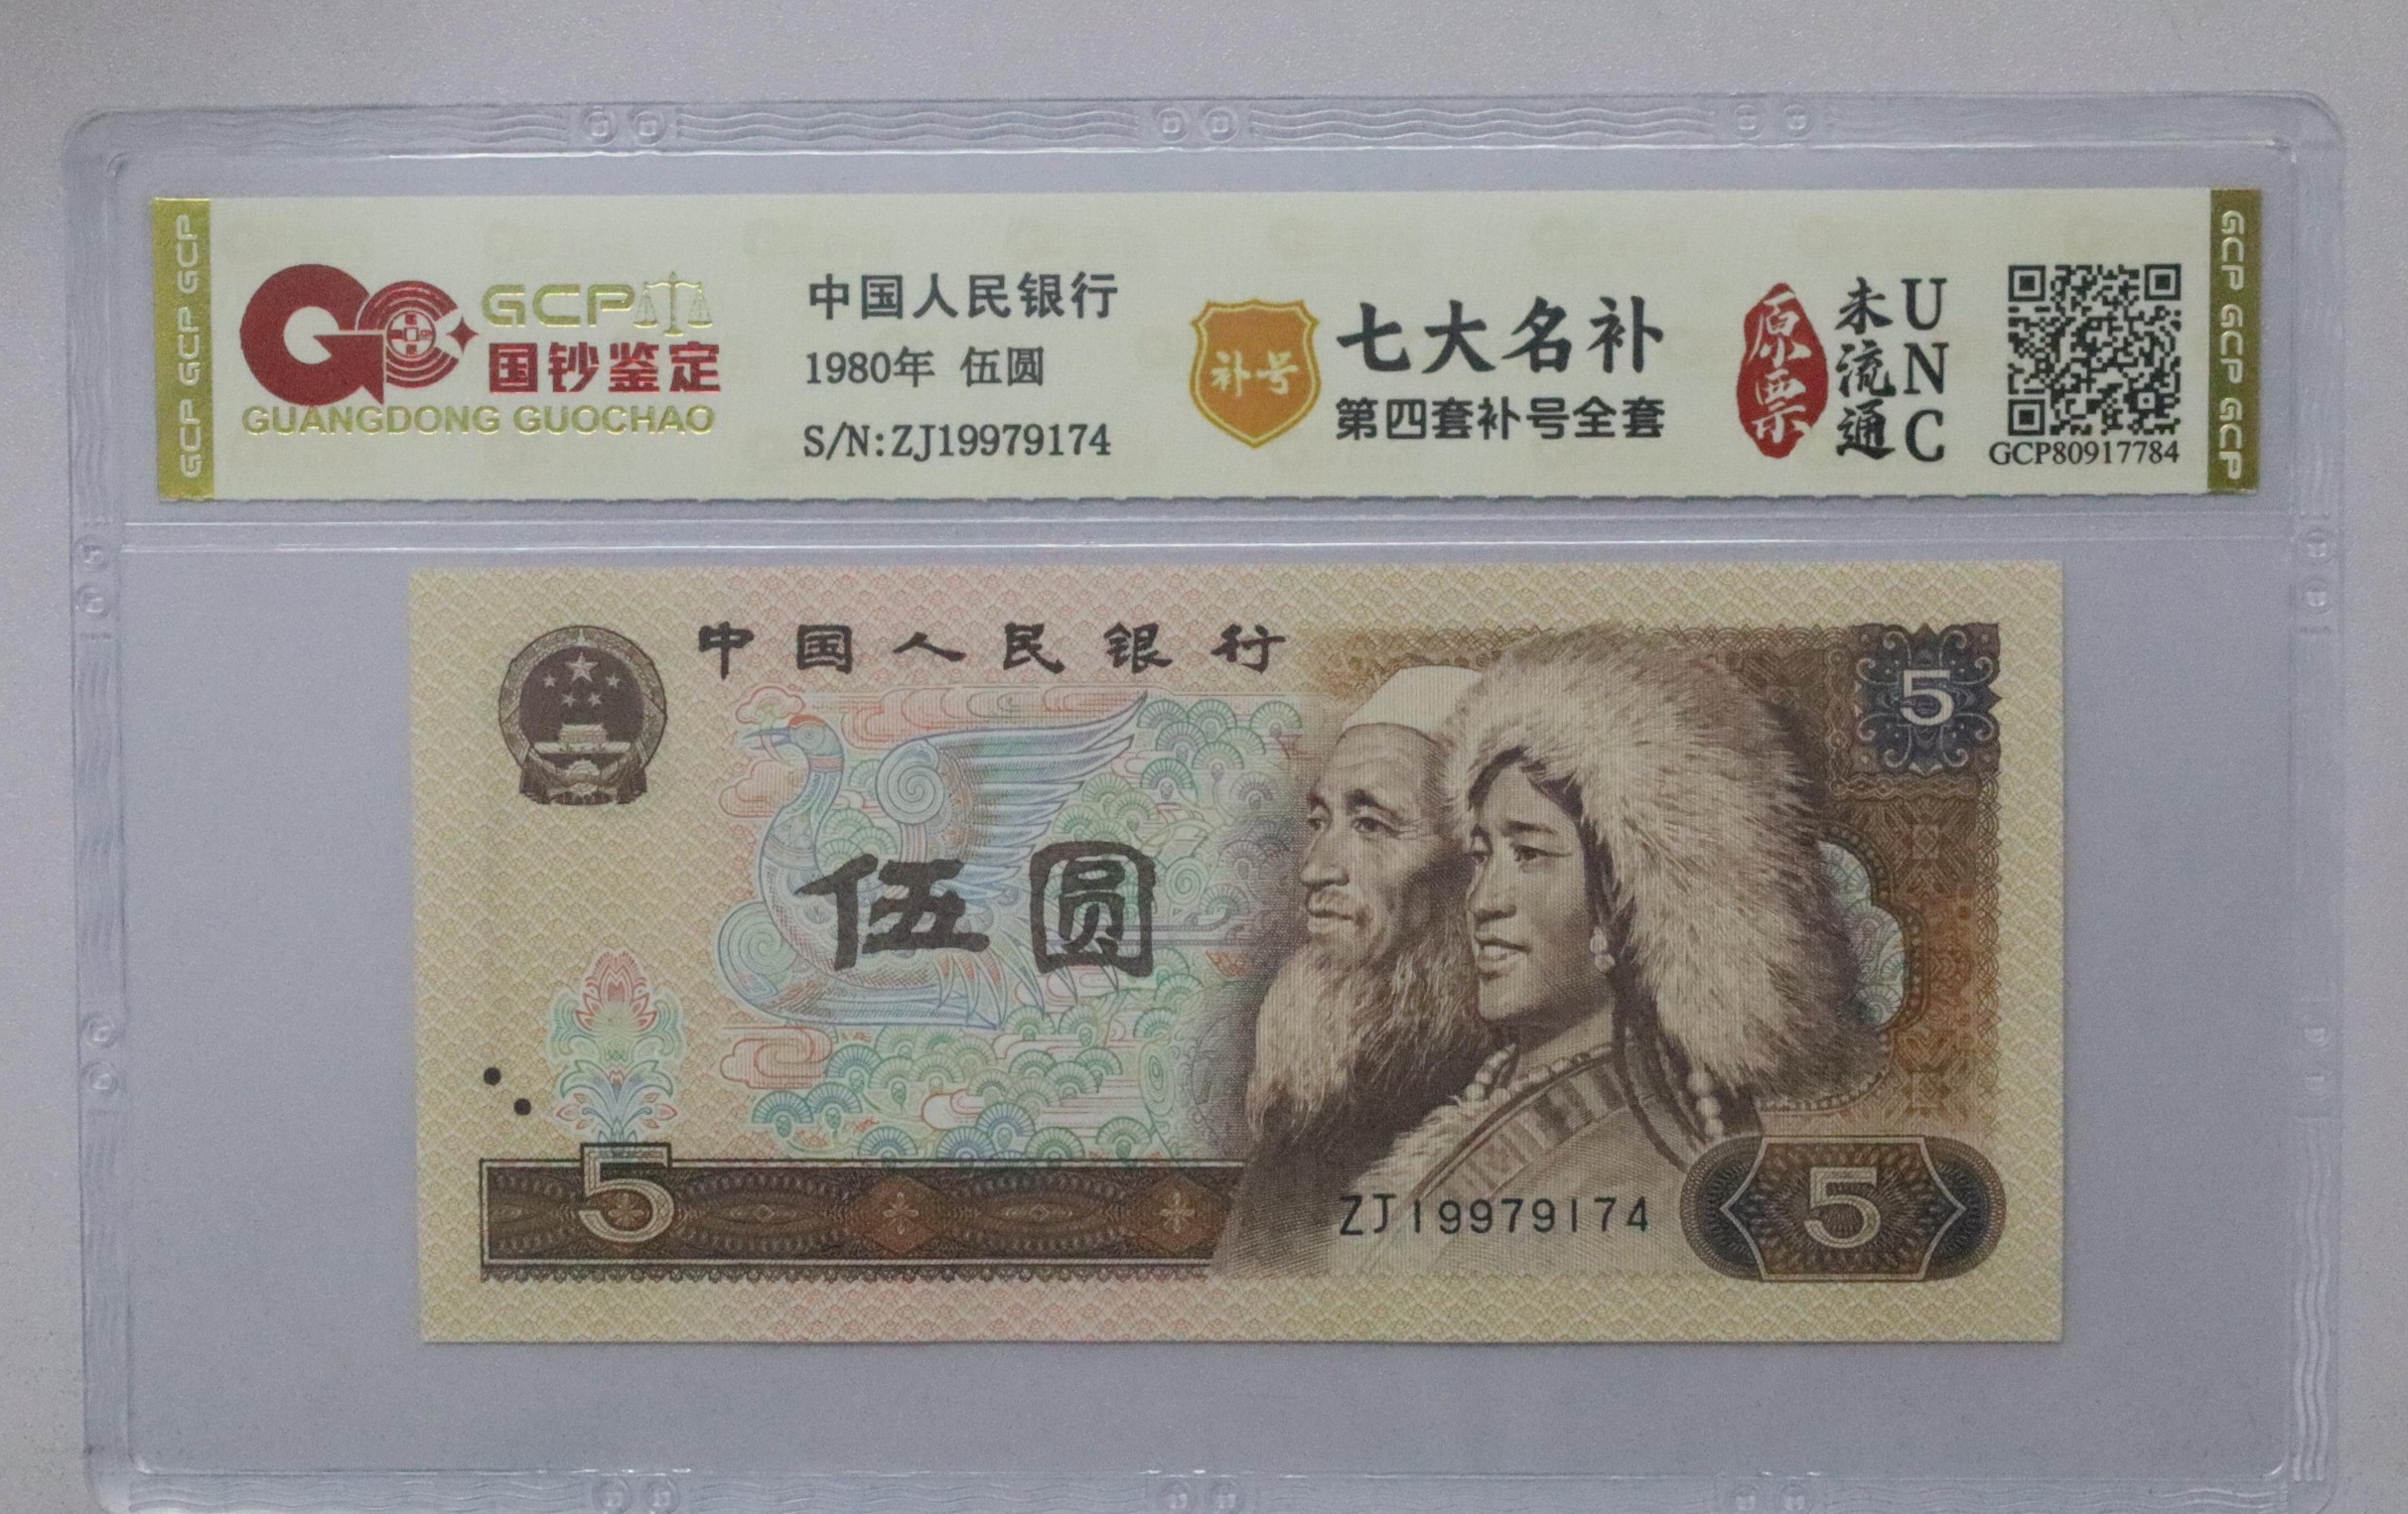 GCP GCP GCP
GCP
国钞鉴定
GUANGDONG GUOCHAO
中国人民银行
1980年 伍圆
S/N:ZJ19979174
补号
七大名补
第四套补号全套
原票
未流通
UNC
GCP80917784
GCP GCP GCP
中国人民银行
5
伍圆
5
ZJ19979174
5